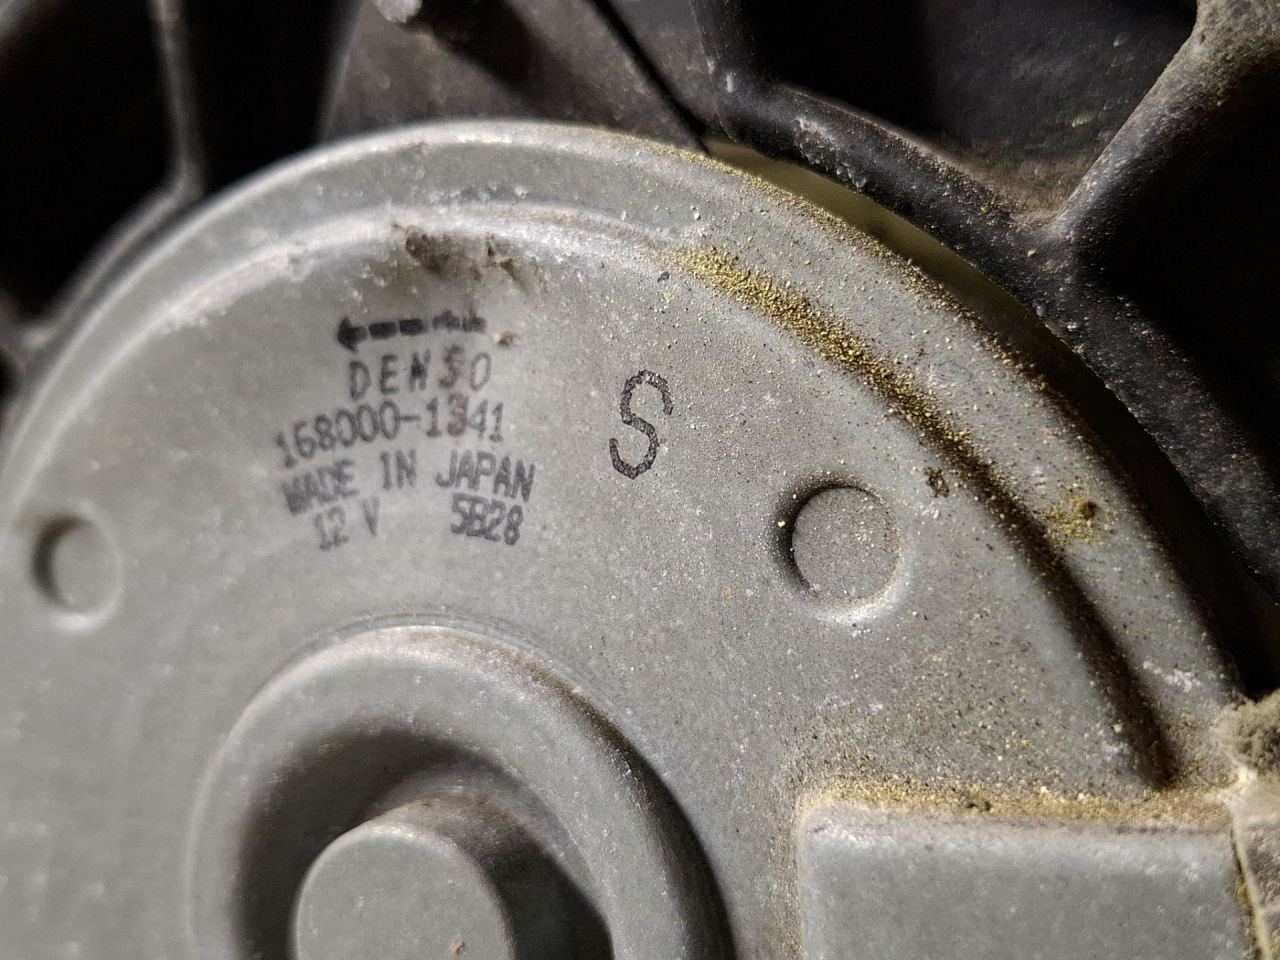 DENSO
168000-1341
S
MADE IN JAPAN
12 V 5B28